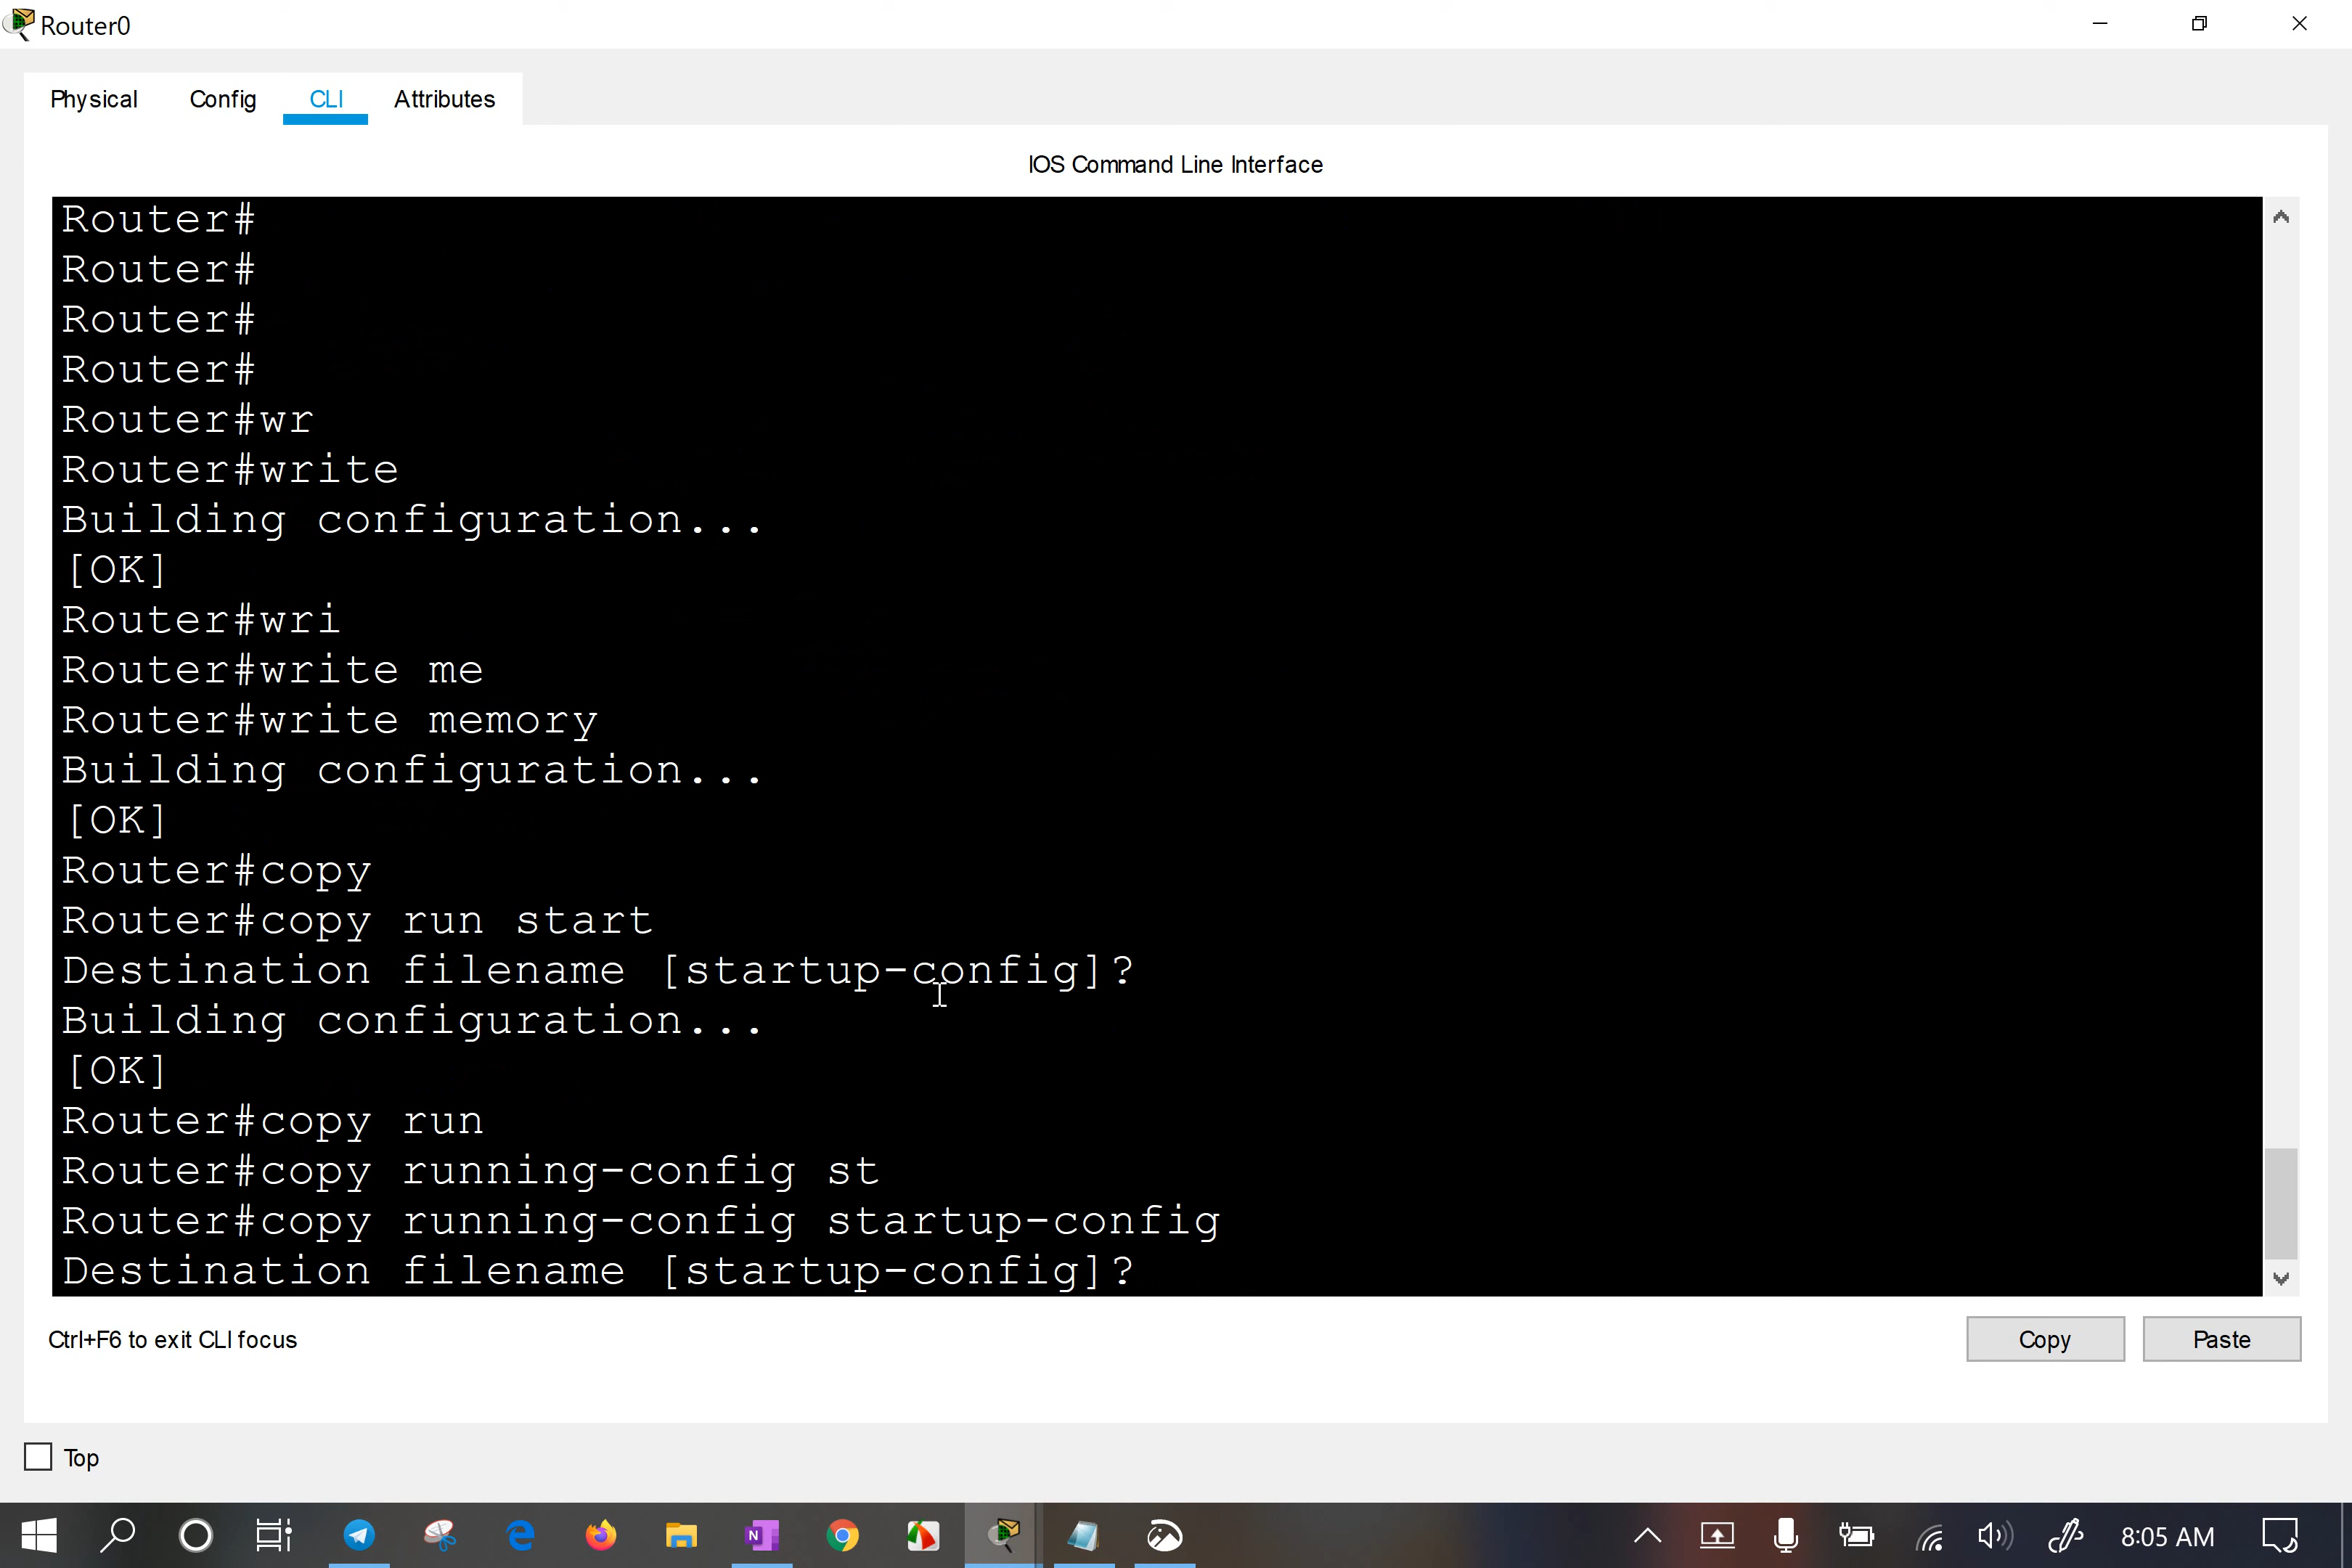 Router0
Physical Config CLI Attributes
IOS Command Line Interface
Router#
Router#
Router#
Router#
Router#wr
Router#write
Building configuration...
[OK]
Router#wri
Router#write me
Router#write memory
Building configuration...
[OK]
Router#copy
Router#copy run start
Destination filename [startup-config]?
Building configuration...
[OK]
Router#copy run
Router#copy running-config st
Router#copy running-config startup-config
Destination filename [startup-config]?
Ctrl+F6 to exit CLI focus
Copy Paste
Top
8:05 AM